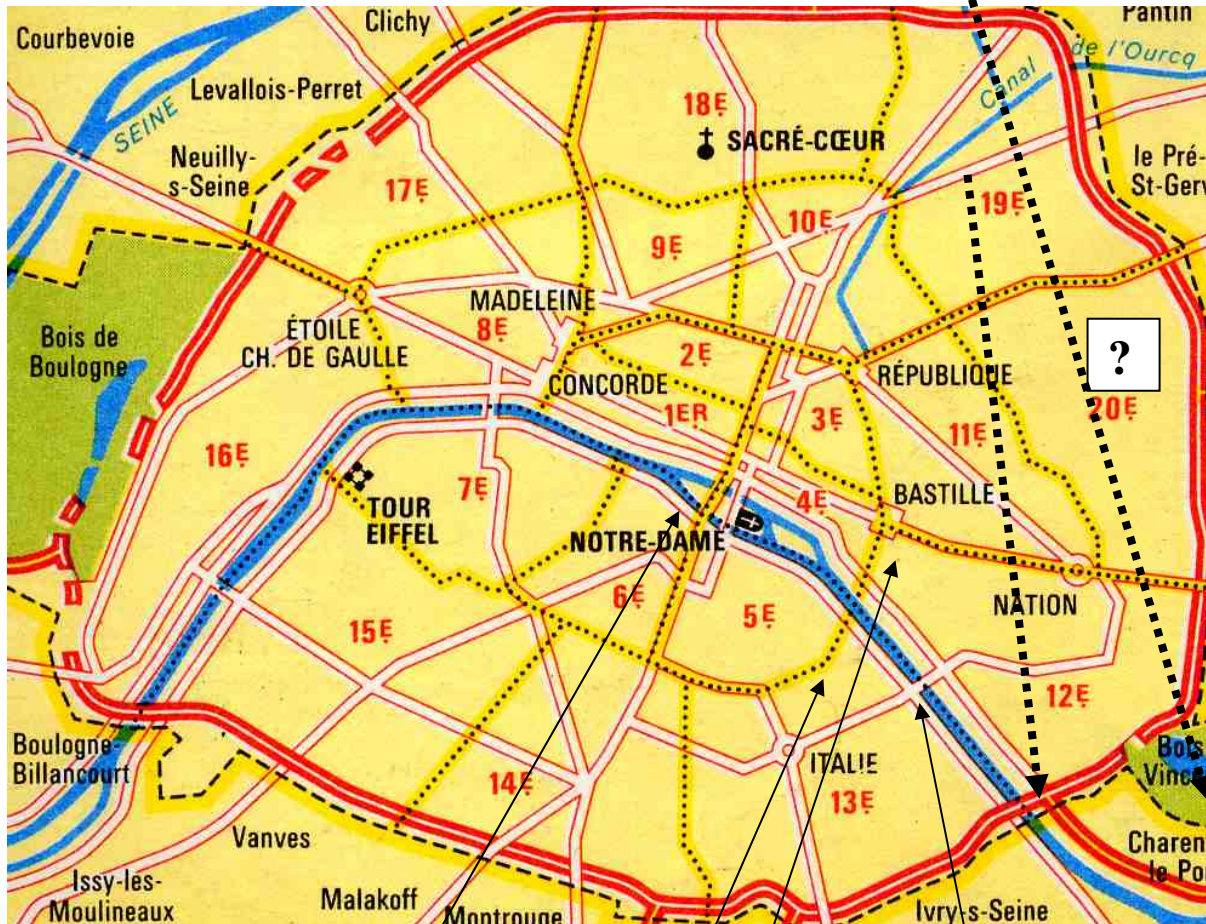 Courbevoie
Clichy
Pantin
Levallois-Perret
SEINE
Neuilly-
s-Seine
de l'Ourcq
Canal
18E
SACRÉ-CŒUR
le Pré-
St-Gerv
17E
19E
10E
9E
MADELEINE
8E
ÉTOILE
CH. DE GAULLE
Bois de
Boulogne
2E
CONCORDE
RÉPUBLIQUE
?
1ER
3E
20E
11E
16E
7E
TOUR
EIFFEL
4E
BASTILLE
NOTRE-DAME
NATION
6E
5E
15E
12E
Boulogne-
Billancourt
ITALIE
Bois
Vince
14E
13E
Vanves
Charen
le Po
Issy-les-
Moulineaux
Malakoff
Montrouge
Ivry-s-Seine